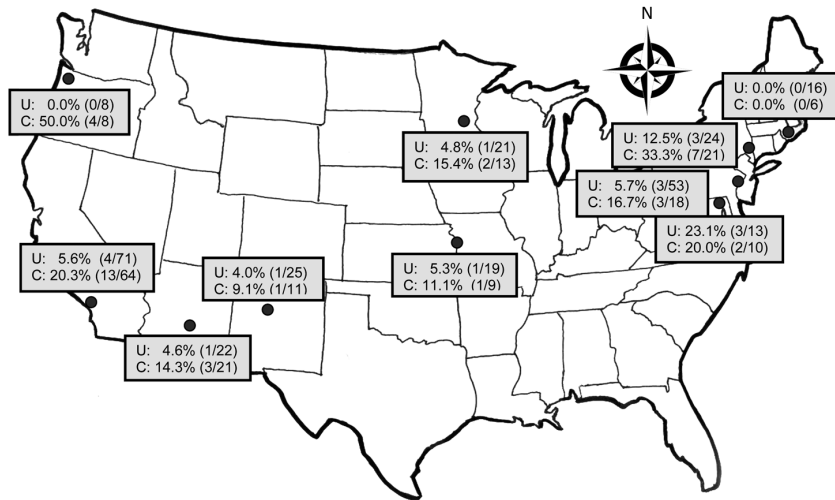 N
U: 0.0% (0/16)
C: 0.0% (0/6)
U: 0.0% (0/8)
C: 50.0% (4/8)
U: 4.8% (1/21)
C: 15.4% (2/13)
U: 12.5% (3/24)
C: 33.3% (7/21)
U: 5.7% (3/53)
C: 16.7% (3/18)
U: 23.1% (3/13)
C: 20.0% (2/10)
U: 5.6% (4/71)
C: 20.3% (13/64)
U: 4.0% (1/25)
C: 9.1% (1/11)
U: 5.3% (1/19)
C: 11.1% (1/9)
U: 4.6% (1/22)
C: 14.3% (3/21)